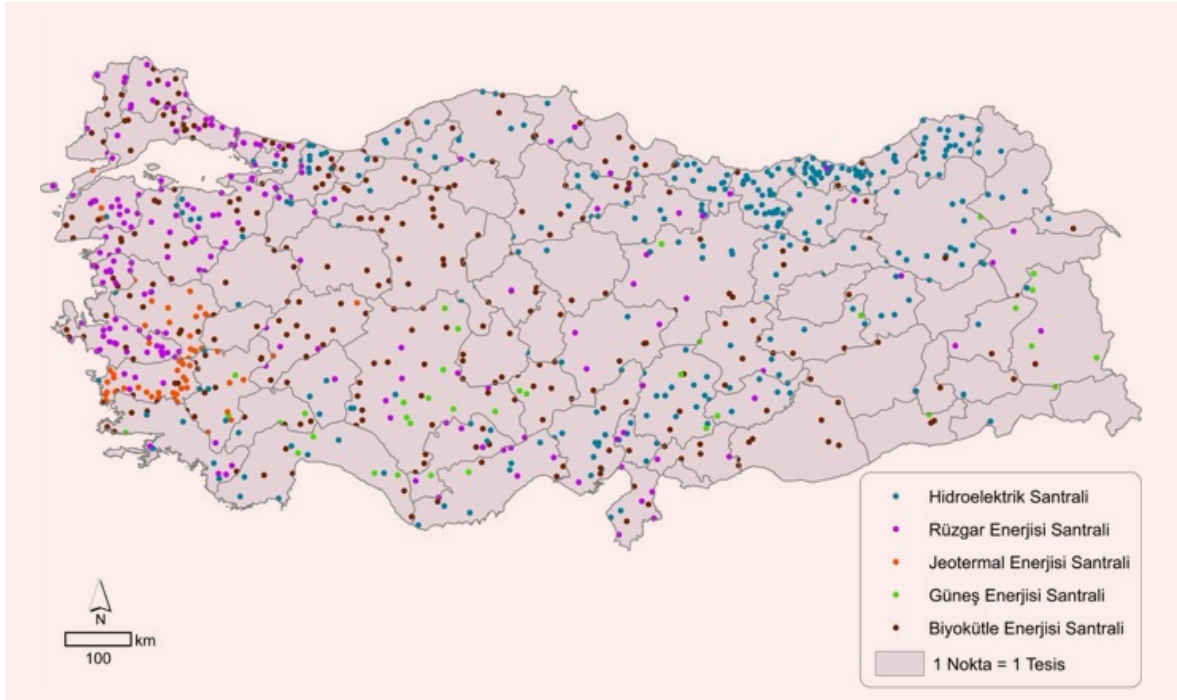 Hidroelektrik Santrali
Rüzgar Enerjisi Santrali
Jeotermal Enerjisi Santrali
Güneş Enerjisi Santrali
Biyokütle Enerjisi Santrali
1 Nokta = 1 Tesis
N
km
100